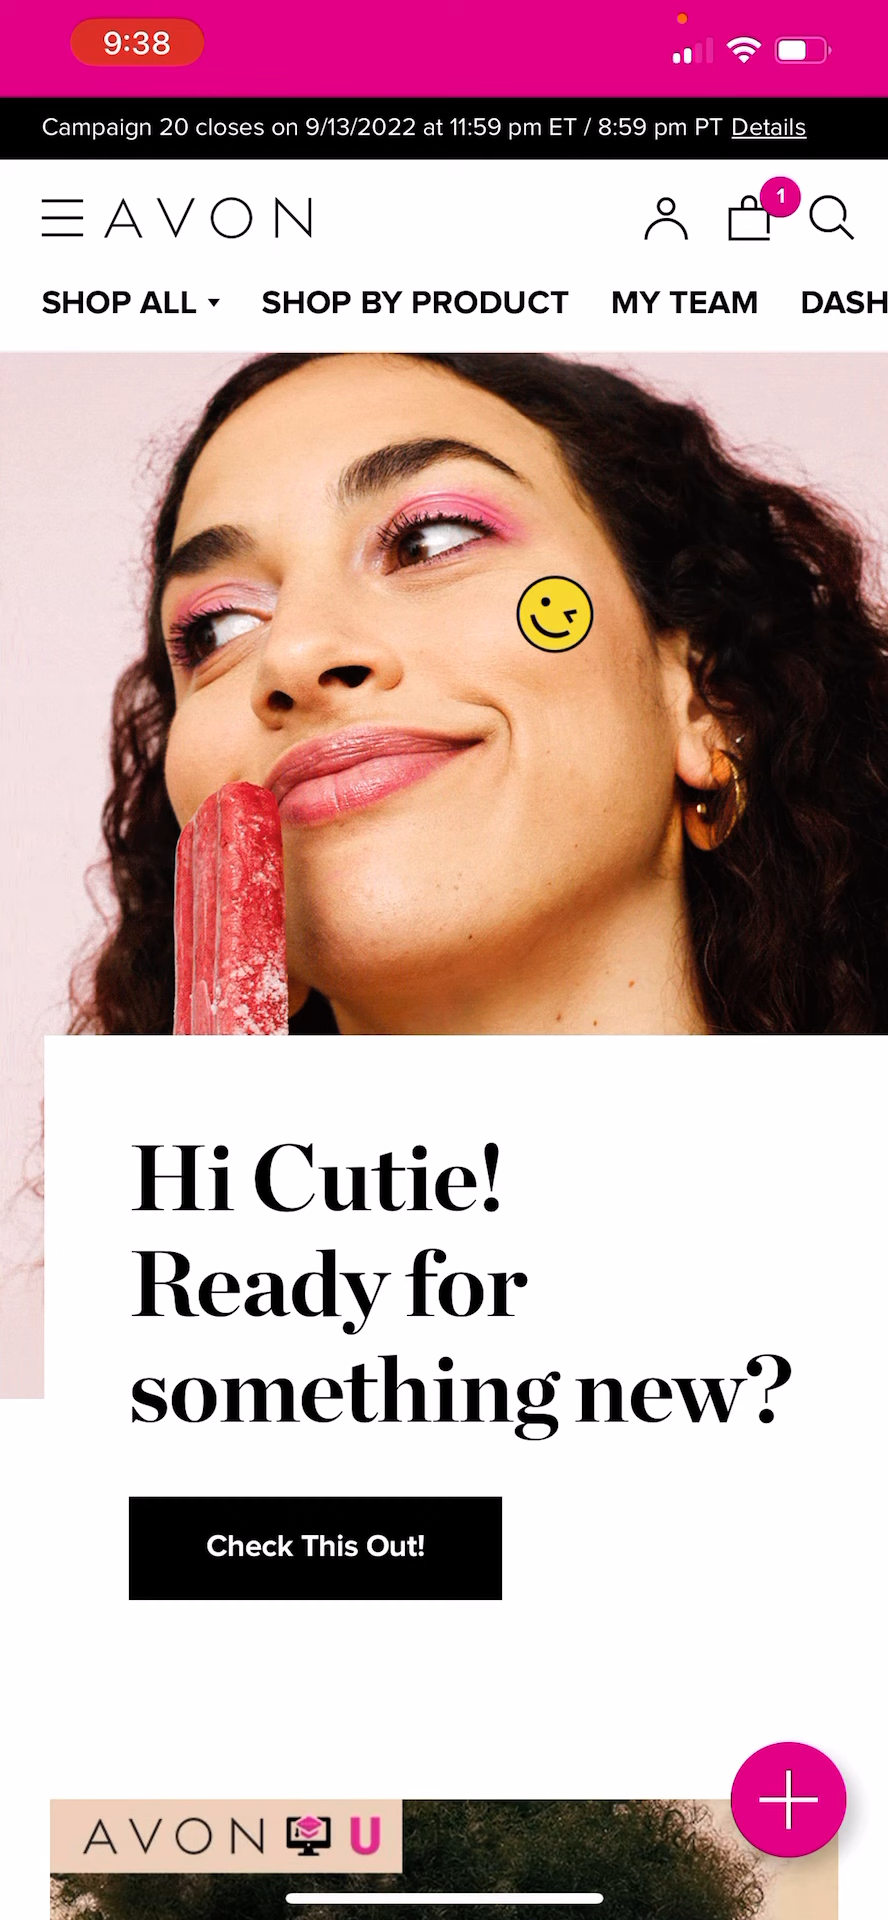 9:38
Campaign 20 closes on 9/13/2022 at 11:59 pm ET / 8:59 pm PT Details
AVON
1
SHOP ALL SHOP BY PRODUCT MY TEAM DASH
Hi Cutie!
Ready for
something new?
Check This Out!
AVON U